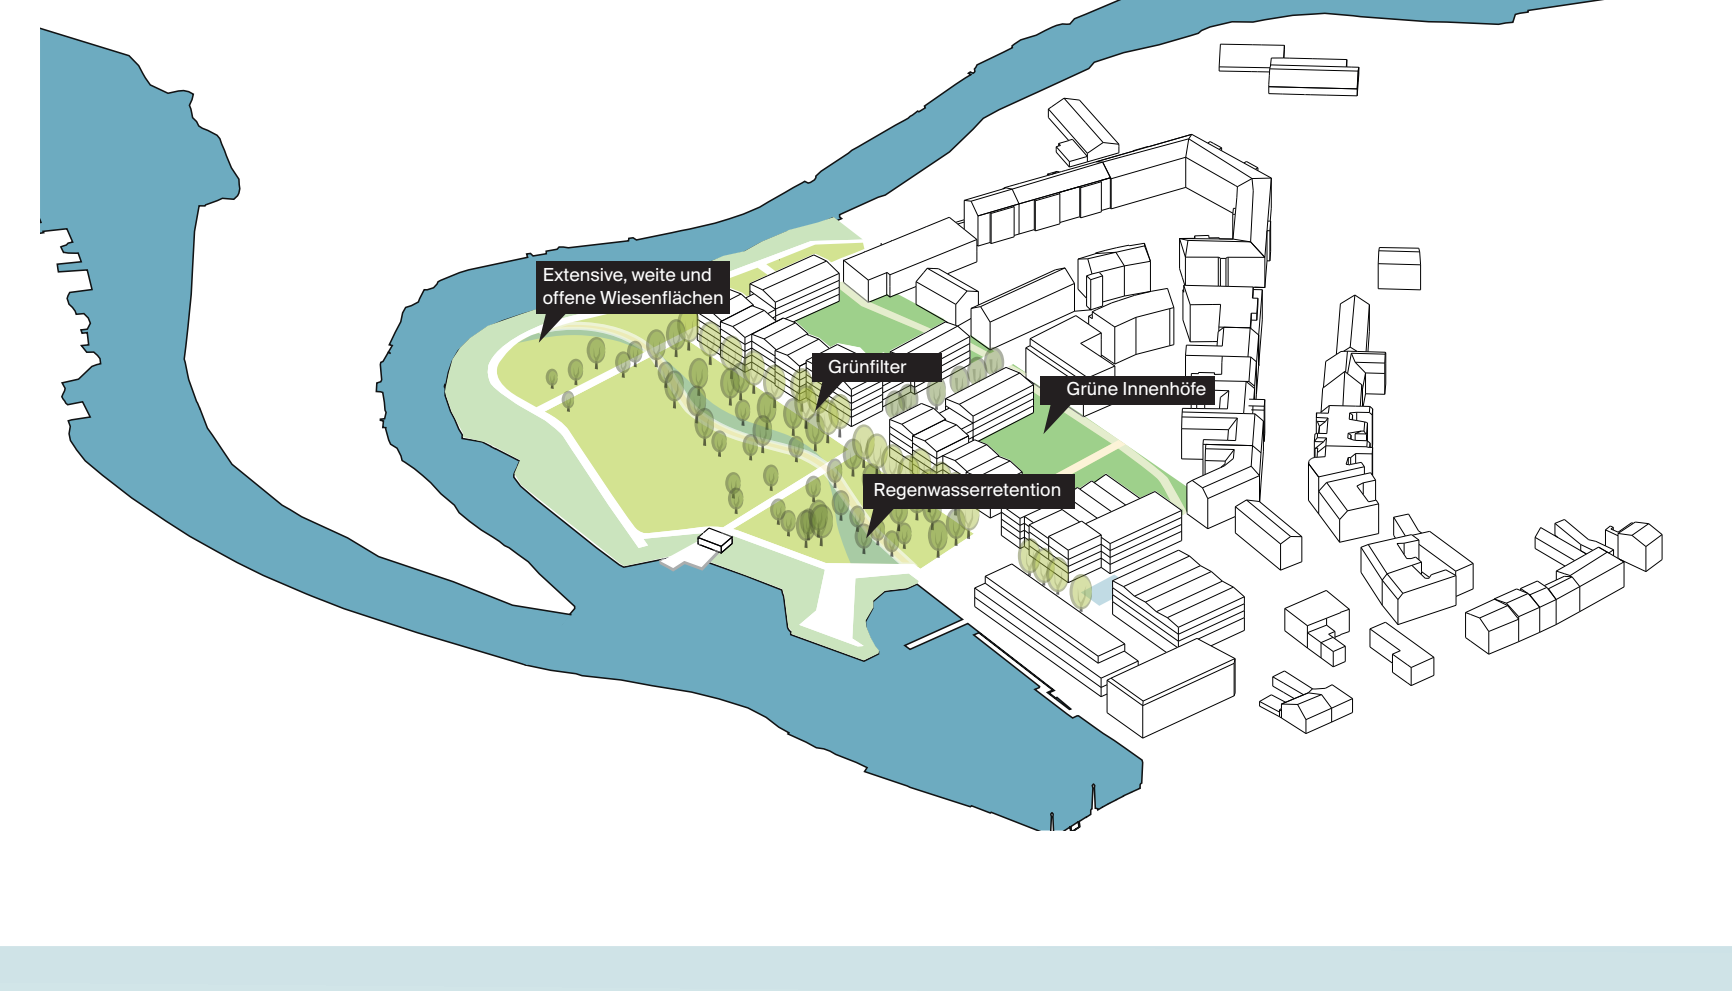 Extensive, weite und
offene Wiesenflächen
Grünfilter
Grüne Innenhöfe
Regenwasserretention